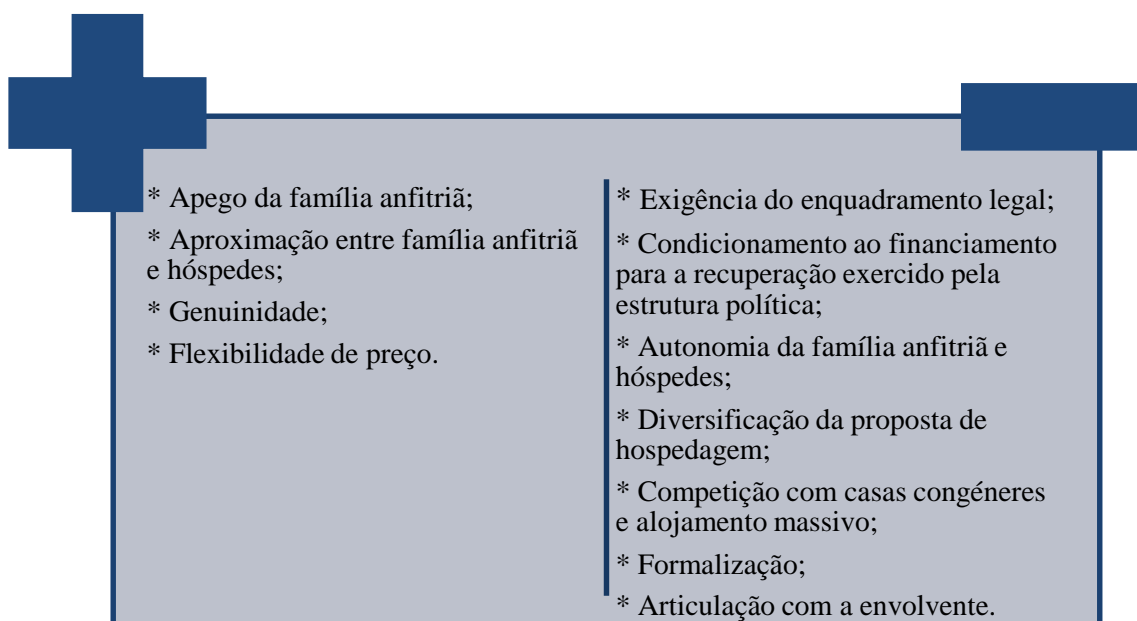 * Apego da família anfitriã;
* Aproximação entre família anfitriã
e hóspedes;
* Genuinidade;
* Flexibilidade de preço.
* Exigência do enquadramento legal;
* Condicionamento ao financiamento
para a recuperação exercido pela
estrutura política;
* Autonomia da família anfitriã e
hóspedes;
* Diversificação da proposta de
hospedagem;
* Competição com casas congéneres
e alojamento massivo;
* Formalização;
* Articulação com a envolvente.